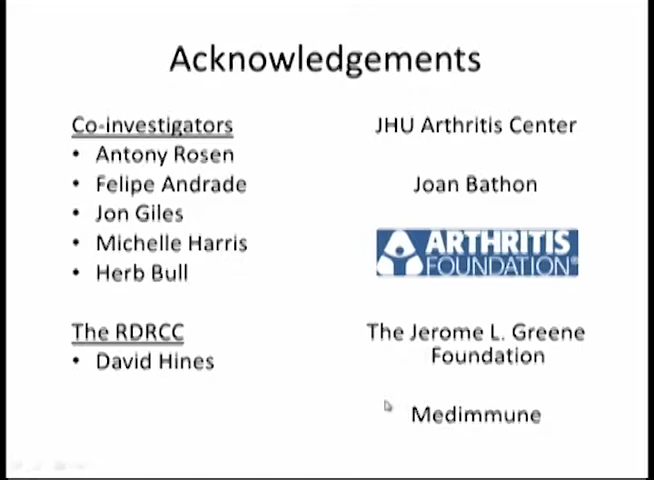 Acknowledgements
Co-investigators
• Antony Rosen
• Felipe Andrade
• Jon Giles
• Michelle Harris
• Herb Bull
The RDRCC
• David Hines
JHU Arthritis Center
Joan Bathon
ARTHRITIS
FOUNDATION®
The Jerome L. Greene
Foundation
Medimmune